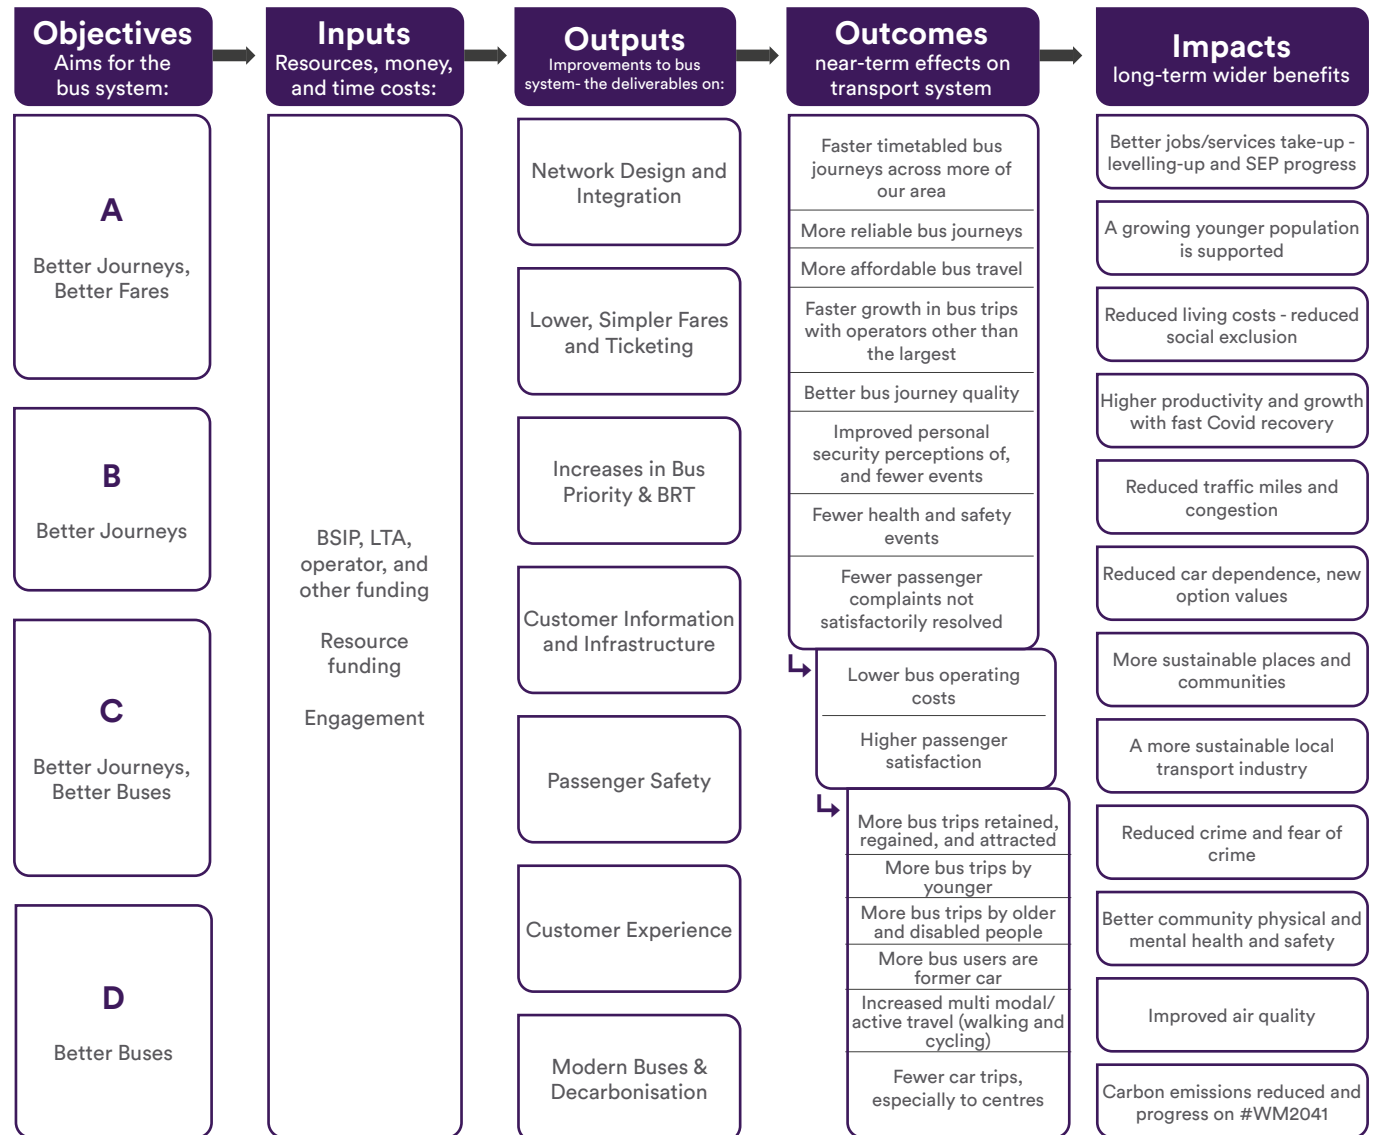 Objectives
Aims for the
bus system:
Inputs
Resources, money,
and time costs:
Outputs
Improvements to bus
system- the deliverables on:
Outcomes
near-term effects on
transport system
Impacts
long-term wider benefits
A
Better Journeys,
Better Fares
B
Better Journeys
C
Better Journeys,
Better Buses
D
Better Buses
BSIP, LTA,
operator, and
other funding
Resource
funding
Engagement
Network Design and
Integration
Lower, Simpler Fares
and Ticketing
Increases in Bus
Priority & BRT
Customer Information
and Infrastructure
Passenger Safety
Customer Experience
Modern Buses &
Decarbonisation
Faster timetabled bus
journeys across more of
our area
More reliable bus journeys
More affordable bus travel
Faster growth in bus trips
with operators other than
the largest
Better bus journey quality
Improved personal
security perceptions of,
and fewer events
Fewer health and safety
events
Fewer passenger
complaints not
satisfactorily resolved
Lower bus operating
costs
Higher passenger
satisfaction
More bus trips retained,
regained, and attracted
More bus trips by
younger
More bus trips by older
and disabled people
More bus users are
former car
Increased multi modal/
active travel (walking and
cycling)
Fewer car trips,
especially to centres
Better jobs/services take-up -
levelling-up and SEP progress
A growing younger population
is supported
Reduced living costs - reduced
social exclusion
Higher productivity and growth
with fast Covid recovery
Reduced traffic miles and
congestion
Reduced car dependence, new
option values
More sustainable places and
communities
A more sustainable local
transport industry
Reduced crime and fear of
crime
Better community physical and
mental health and safety
Improved air quality
Carbon emissions reduced and
progress on #WM2041